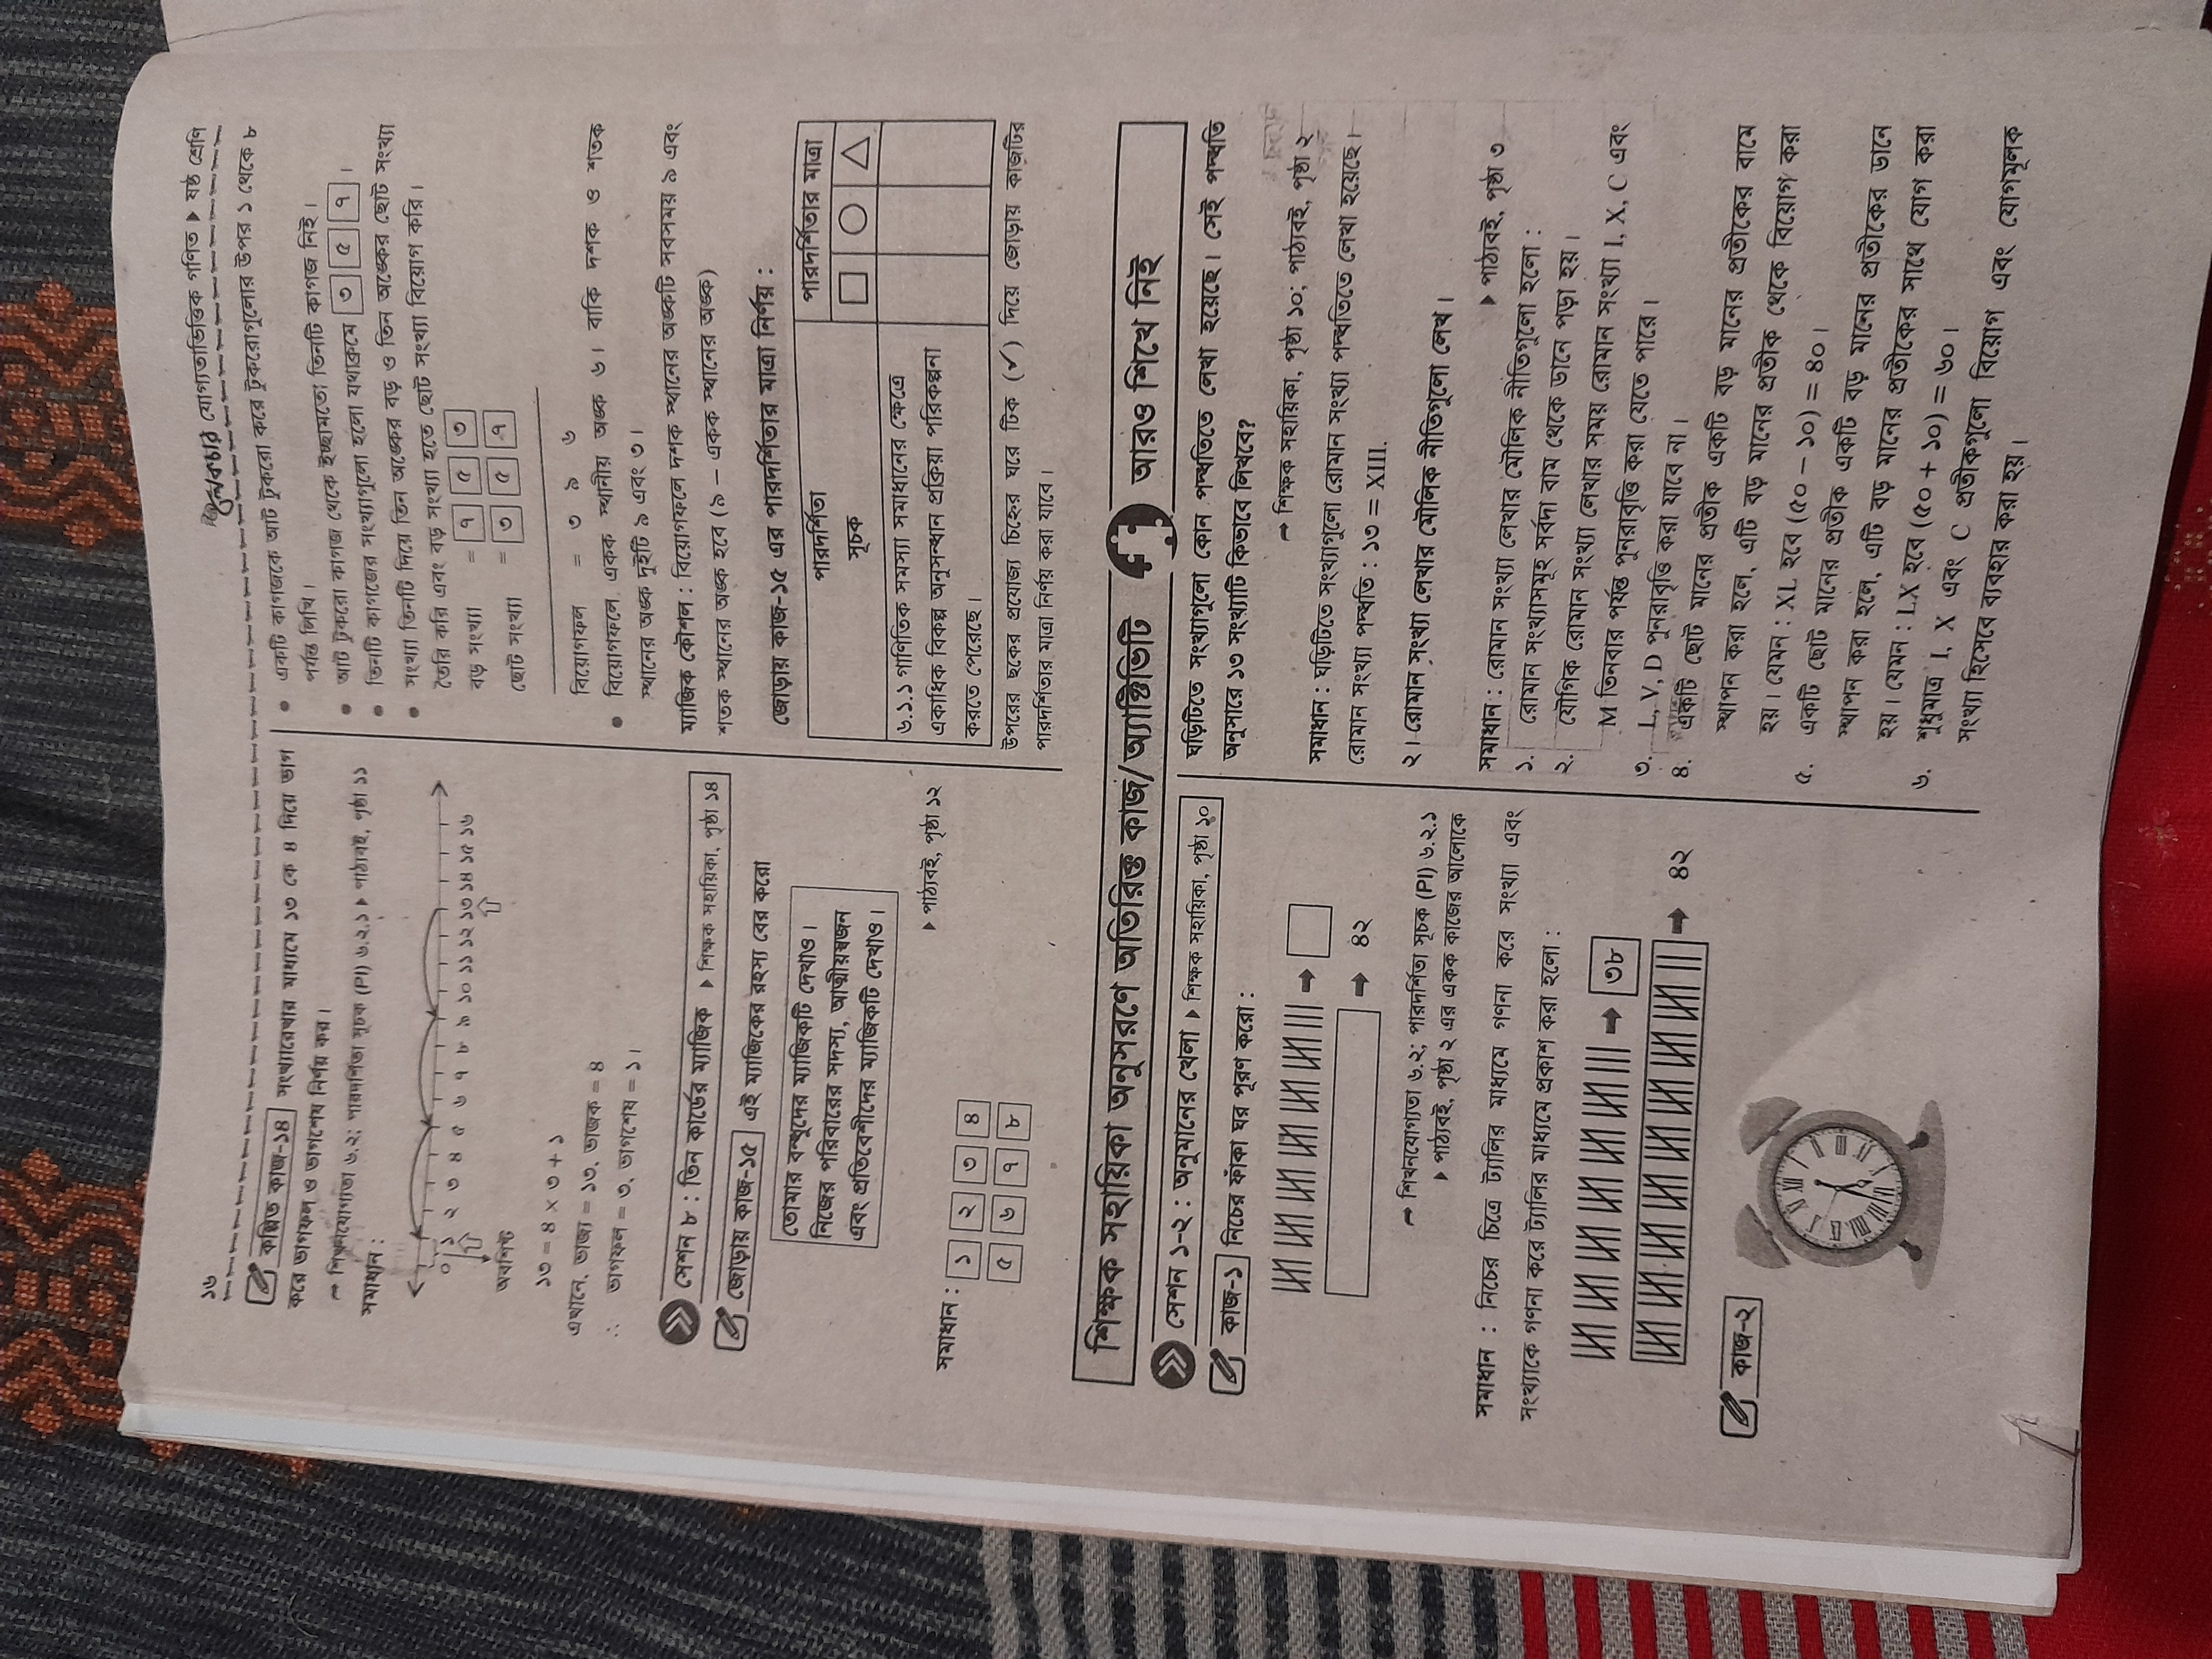 ১৬
লেকচার যোগ্যতাভিত্তিক গণিত ▶ ষষ্ঠ শ্রেণি
কল্পিত কাজ-১৪ সংখ্যারেখার মাধ্যমে ১৩ কে ৪ দিয়ে ভাগ
করে ভাগফল ও ভাগশেষ নির্ণয় কর।
➙ শিখনযোগ্যতা ৬.২; পারদর্শিতা সূচক (PI) ৬.২.১ ▶ পাঠ্যবই, পৃষ্ঠা ১১
সমাধান :
০ ১ ২ ৩ ৪ ৫ ৬ ৭ ৮ ৯ ১০ ১১ ১২ ১৩ ১৪ ১৫ ১৬
অবশিষ্ট
১৩ = ৪ × ৩ + ১
এখানে, ভাজ্য = ১৩, ভাজক = ৪
∴ ভাগফল = ৩, ভাগশেষ = ১।
সেশন ৮ : তিন কার্ডের ম্যাজিক ▶ শিক্ষক সহায়িকা, পৃষ্ঠা ১৪
জোড়ায় কাজ-১৫ এই ম্যাজিকের রহস্য বের করো
তোমার বন্ধুদের ম্যাজিকটি দেখাও।
নিজের পরিবারের সদস্য, আত্মীয়স্বজন
এবং প্রতিবেশীদের ম্যাজিকটি দেখাও।
▶ পাঠ্যবই, পৃষ্ঠা ১২
সমাধান : ১ ২ ৩ ৪
৫ ৬ ৭ ৮
• একটি কাগজকে আট টুকরো করে টুকরোগুলোর উপর ১ থেকে ৮
পর্যন্ত লিখি।
• আট টুকরো কাগজ থেকে ইচ্ছামতো তিনটি কাগজ নিই।
• তিনটি কাগজের সংখ্যাগুলো হলো যথাক্রমে ৩ ৫ ৭ ।
• সংখ্যা তিনটি দিয়ে তিন অঙ্কের বড় ও তিন অঙ্কের ছোট সংখ্যা
তৈরি করি এবং বড় সংখ্যা হতে ছোট সংখ্যা বিয়োগ করি।
বড় সংখ্যা = ৭ ৫ ৩
ছোট সংখ্যা = ৩ ৫ ৭
বিয়োগফল = ৩ ৯ ৬
• বিয়োগফলে একক স্থানীয় অঙ্ক ৬। বাকি দশক ও শতক
স্থানের অঙ্ক দুইটি ৯ এবং ৩।
ম্যাজিক কৌশল : বিয়োগফলে দশক স্থানের অঙ্কটি সবসময় ৯ এবং
শতক স্থানের অঙ্ক হবে (৯ – একক স্থানের অঙ্ক)
জোড়ায় কাজ-১৫ এর পারদর্শিতার মাত্রা নির্ণয় :
পারদর্শিতা
সূচক
পারদর্শিতার মাত্রা
৬.১.১ গাণিতিক সমস্যা সমাধানের ক্ষেত্রে
একাধিক বিকল্প অনুসন্ধান প্রক্রিয়া পরিকল্পনা
করতে পেরেছে।
উপরের ছকের প্রযোজ্য চিহ্নের ঘরে টিক (✓) দিয়ে জোড়ায় কাজটির
পারদর্শিতার মাত্রা নির্ণয় করা যাবে।
শিক্ষক সহায়িকা অনুসরণে অতিরিক্ত কাজ/অ্যাক্টিভিটি আরও শিখে নিই
সেশন ১-২ : অনুমানের খেলা ▶ শিক্ষক সহায়িকা, পৃষ্ঠা ১০
কাজ-১ নিচের ফাঁকা ঘর পূরণ করো :
➡ ৪২
➙ শিখনযোগ্যতা ৬.২; পারদর্শিতা সূচক (PI) ৬.২.১
▶ পাঠ্যবই, পৃষ্ঠা ২ এর একক কাজের আলোকে
সমাধান : নিচের চিত্রে ট্যালির মাধ্যমে গণনা করে সংখ্যা এবং
সংখ্যাকে গণনা করে ট্যালির মাধ্যমে প্রকাশ করা হলো :
➡ ৩৮
➡ ৪২
কাজ-২
ঘড়িটিতে সংখ্যাগুলো কোন পদ্ধতিতে লেখা হয়েছে। সেই পদ্ধতি
অনুসারে ১৩ সংখ্যাটি কিভাবে লিখবে?
➙ শিক্ষক সহায়িকা, পৃষ্ঠা ১০; পাঠ্যবই, পৃষ্ঠা ২
সমাধান : ঘড়িটিতে সংখ্যাগুলো রোমান সংখ্যা পদ্ধতিতে লেখা হয়েছে।
রোমান সংখ্যা পদ্ধতি : ১৩ = XIII.
২। রোমান সংখ্যা লেখার মৌলিক নীতিগুলো লেখ।
▶ পাঠ্যবই, পৃষ্ঠা ৩
সমাধান : রোমান সংখ্যা লেখার মৌলিক নীতিগুলো হলো :
১. রোমান সংখ্যাসমূহ সর্বদা বাম থেকে ডানে পড়া হয়।
২. যৌগিক রোমান সংখ্যা লেখার সময় রোমান সংখ্যা I, X, C এবং
M তিনবার পর্যন্ত পুনরাবৃত্তি করা যেতে পারে।
৩. L, V, D পুনরাবৃত্তি করা যাবে না।
৪. একটি ছোট মানের প্রতীক একটি বড় মানের প্রতীকের বামে
স্থাপন করা হলে, এটি বড় মানের প্রতীক থেকে বিয়োগ করা
হয়। যেমন : XL হবে (৫০ – ১০) = ৪০।
৫. একটি ছোট মানের প্রতীক একটি বড় মানের প্রতীকের ডানে
স্থাপন করা হলে, এটি বড় মানের প্রতীকের সাথে যোগ করা
হয়। যেমন : LX হবে (৫০ + ১০) = ৬০।
৬. শুধুমাত্র I, X এবং C প্রতীকগুলো বিয়োগ এবং যোগমূলক
সংখ্যা হিসেবে ব্যবহার করা হয়।